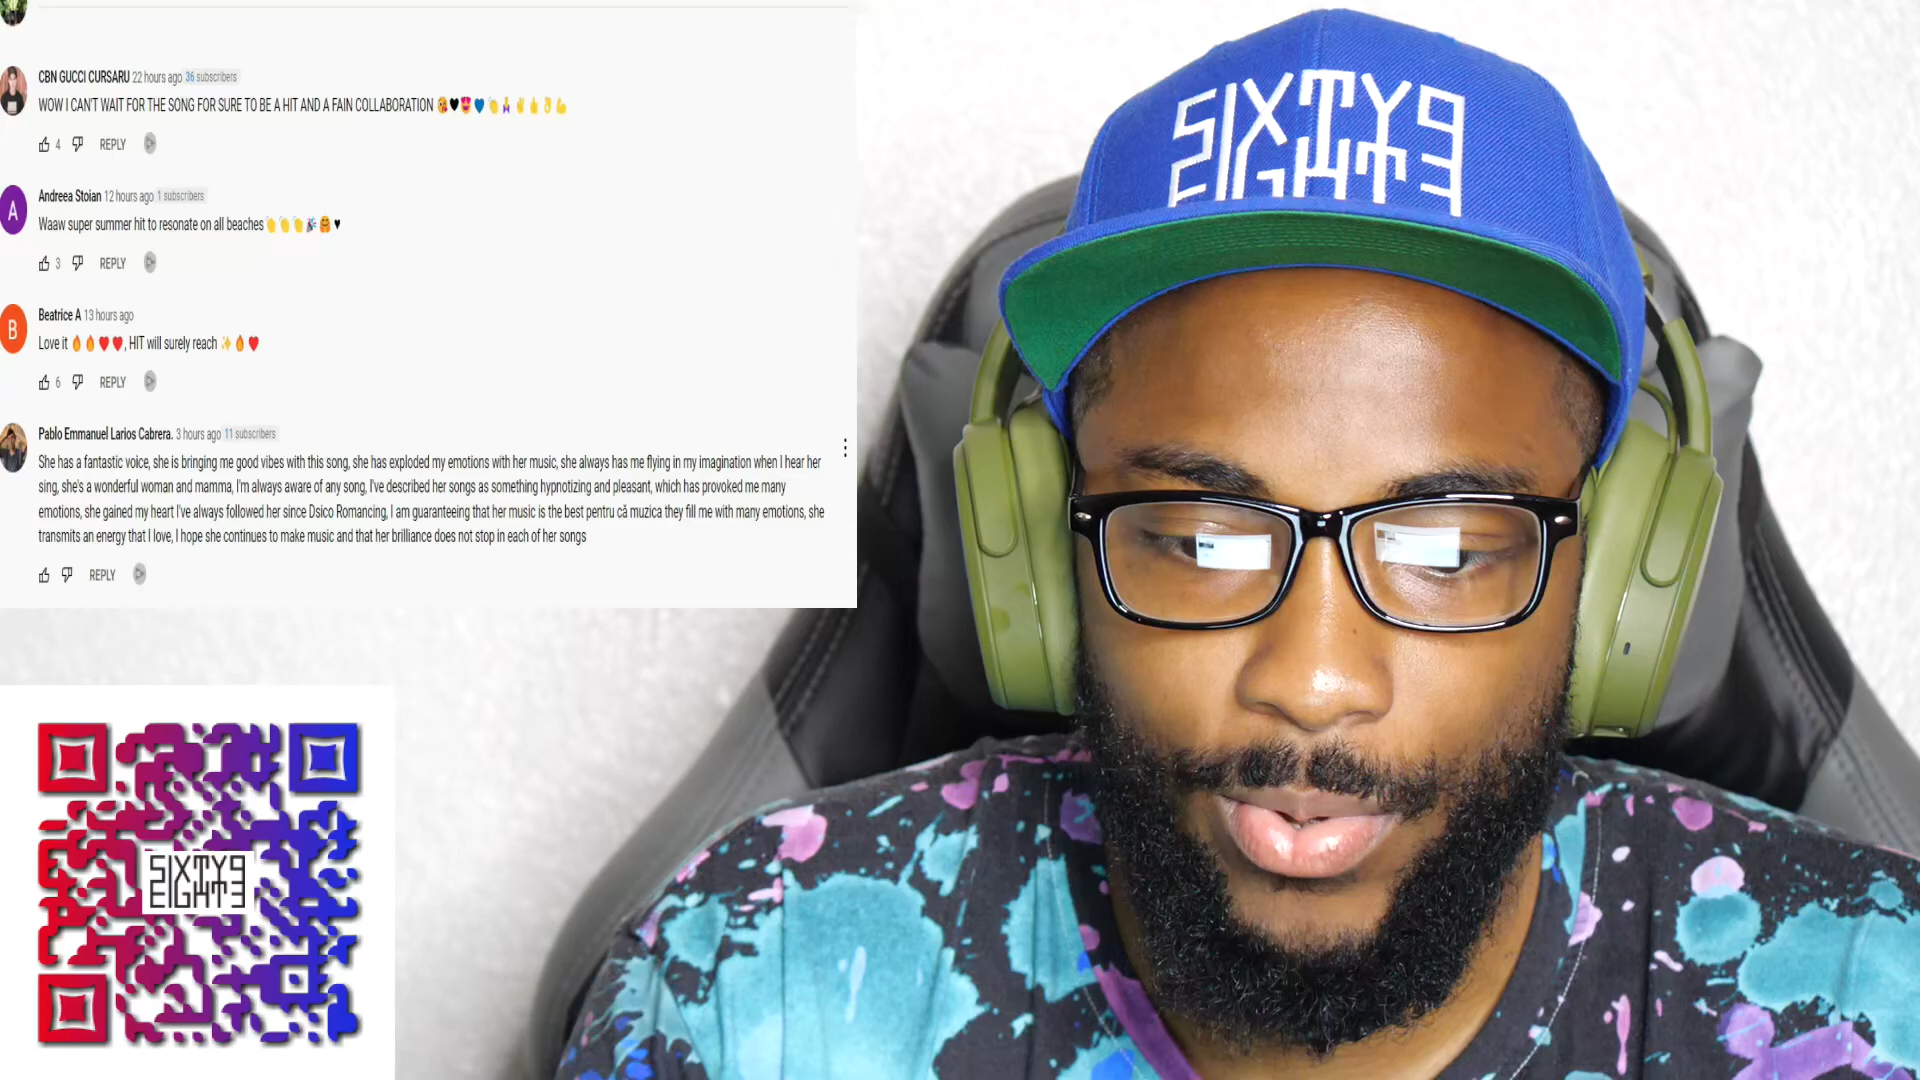 CBN GUCCI CURSARU 22 hours ago 36 subscribers
WOW I CAN'T WAIT FOR THE SONG FOR SURE TO BE A HIT AND A FAIN COLLABORATION 😘♥😍💙👏🙏✌👍👌💪
4 REPLY
A
Andreea Stoian 12 hours ago 1 subscribers
Waaw super summer hit to resonate on all beaches👏👏👏🎉🤗♥
3 REPLY
B
Beatrice A 13 hours ago
Love it 🔥🔥❤❤, HIT will surely reach ✨🔥❤
6 REPLY
Pablo Emmanuel Larios Cabrera. 3 hours ago 11 subscribers
She has a fantastic voice, she is bringing me good vibes with this song, she has exploded my emotions with her music, she always has me flying in my imagination when I hear her
sing, she's a wonderful woman and mamma, I'm always aware of any song, I've described her songs as something hypnotizing and pleasant, which has provoked me many
emotions, she gained my heart I've always followed her since Dsico Romancing, I am guaranteeing that her music is the best pentru că muzica they fill me with many emotions, she
transmits an energy that I love, I hope she continues to make music and that her brilliance does not stop in each of her songs
REPLY
SIXTY9
EIGHT3
SIXTY9
EIGHT3